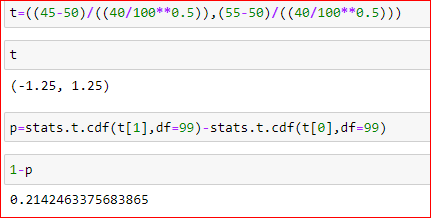 t=((45-50)/((40/100**0.5)),(55-50)/((40/100**0.5)))
t
(-1.25, 1.25)
p=stats.t.cdf(t[1],df=99)-stats.t.cdf(t[0],df=99)
1-p
0.2142463375683865